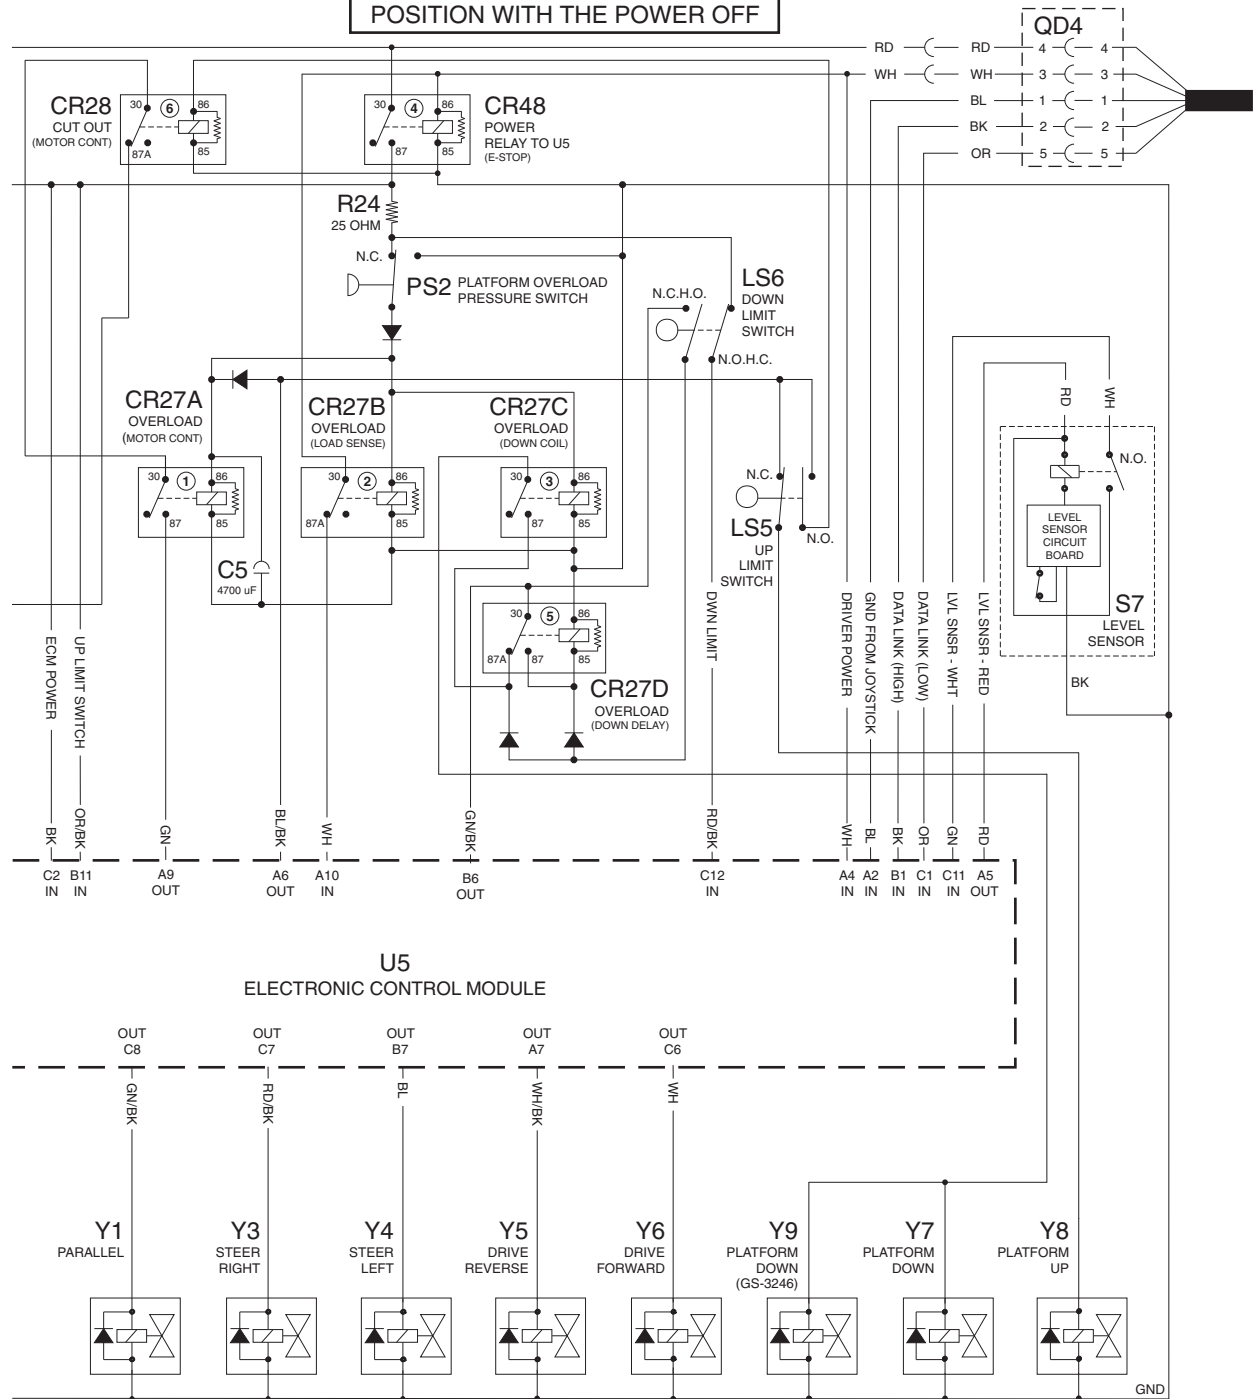 POSITION WITH THE POWER OFF
QD4
RD RD 4 4
WH WH 3 3
BL 1 1
BK 2 2
OR 5 5
CR28
CUT OUT
(MOTOR CONT)
30 6 86
87A 85
30 4 86
87 85
CR48
POWER
RELAY TO U5
(E-STOP)
R24
25 OHM
N.C.
PS2 PLATFORM OVERLOAD
PRESSURE SWITCH
N.C.H.O.
LS6
DOWN
LIMIT
SWITCH
N.O.H.C.
CR27A
OVERLOAD
(MOTOR CONT)
30 1 86
87 85
C5
4700 uF
CR27B
OVERLOAD
(LOAD SENSE)
30 2 86
87A 85
CR27C
OVERLOAD
(DOWN COIL)
30 3 86
87 85
30 5 86
87A 87 85
CR27D
OVERLOAD
(DOWN DELAY)
N.C.
LS5
UP
LIMIT
SWITCH
N.O.
RD
WH
N.O.
LEVEL
SENSOR
CIRCUIT
BOARD
S7
LEVEL
SENSOR
BK
ECM POWER
UP LIMIT SWITCH
DWN LIMIT
DRIVER POWER
GND FROM JOYSTICK
DATA LINK (HIGH)
DATA LINK (LOW)
LVL SNSR - WHT
LVL SNSR - RED
BK OR/BK GN BL/BK WH GN/BK RD/BK WH BL BK OR GN RD
C2 B11 A9 A6 A10 B6 C12 A4 A2 B1 C1 C11 A5
IN IN OUT OUT IN OUT IN IN IN IN IN IN OUT
U5
ELECTRONIC CONTROL MODULE
OUT OUT OUT OUT OUT
C8 C7 B7 A7 C6
GN/BK RD/BK BL WH/BK WH
Y1
PARALLEL
Y3
STEER
RIGHT
Y4
STEER
LEFT
Y5
DRIVE
REVERSE
Y6
DRIVE
FORWARD
Y9
PLATFORM
DOWN
(GS-3246)
Y7
PLATFORM
DOWN
Y8
PLATFORM
UP
GND